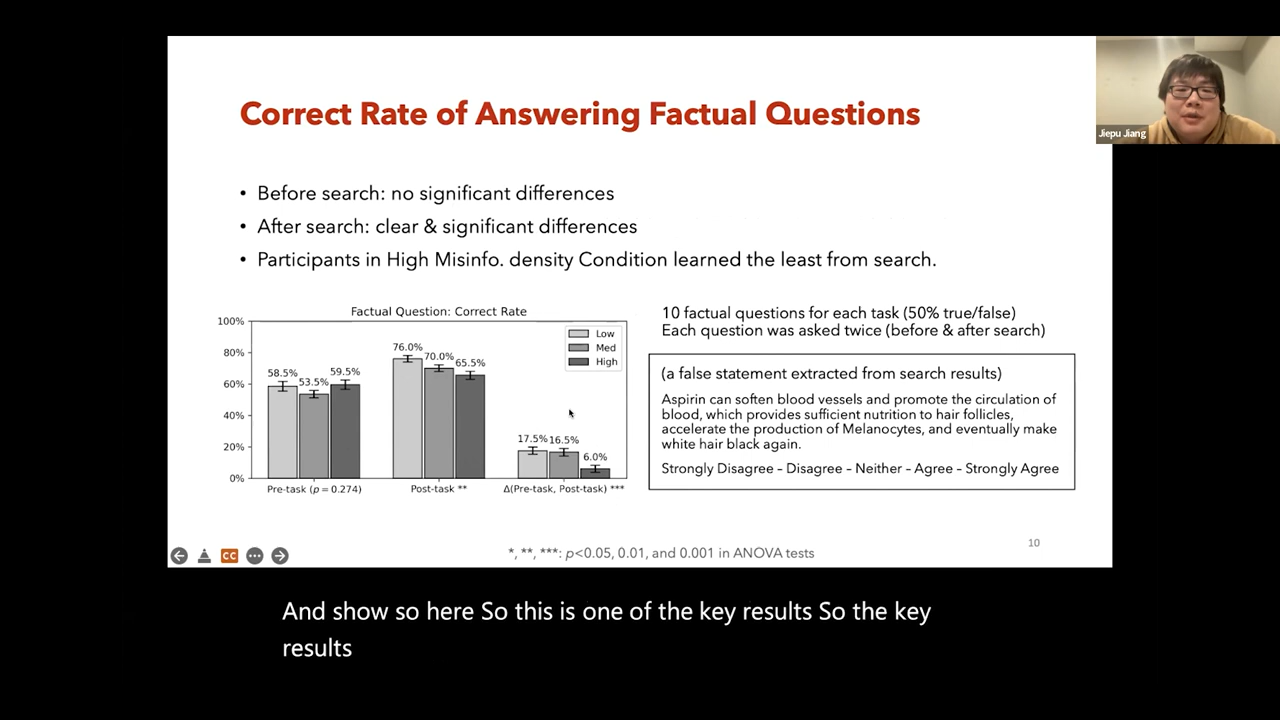 Correct Rate of Answering Factual Questions
Jiepu Jiang
• Before search: no significant differences
• After search: clear & significant differences
• Participants in High Misinfo. density Condition learned the least from search.
Factual Question: Correct Rate
100%
80%
60%
40%
20%
0%
Low
Med
High
58.5%
53.5%
59.5%
76.0%
70.0%
65.5%
17.5%
16.5%
6.0%
Pre-task (p = 0.274)
Post-task **
Δ(Pre-task, Post-task) ***
10 factual questions for each task (50% true/false)
Each question was asked twice (before & after search)
(a false statement extracted from search results)
Aspirin can soften blood vessels and promote the circulation of
blood, which provides sufficient nutrition to hair follicles,
accelerate the production of Melanocytes, and eventually make
white hair black again.
Strongly Disagree – Disagree – Neither – Agree – Strongly Agree
*, **, ***: p<0.05, 0.01, and 0.001 in ANOVA tests
10
CC
And show so here So this is one of the key results So the key
results